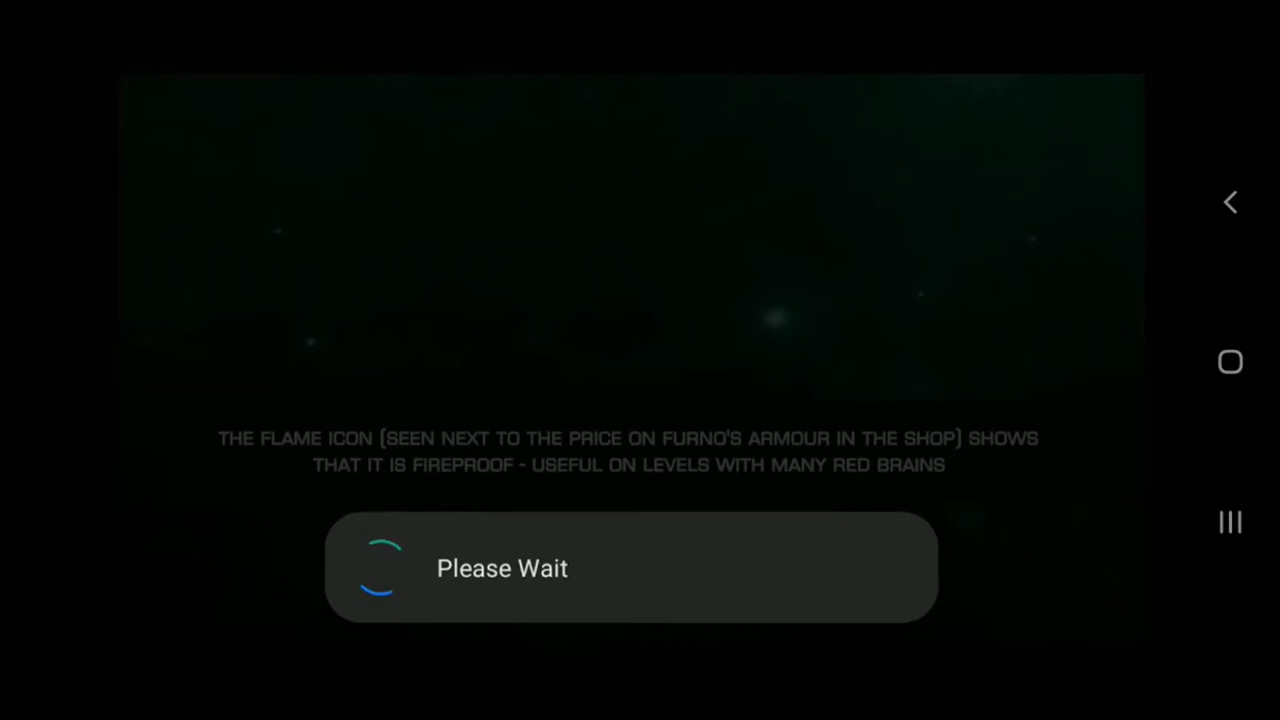 THE FLAME ICON (SEEN NEXT TO THE PRICE ON FURNO'S ARMOUR IN THE SHOP) SHOWS
THAT IT IS FIREPROOF - USEFUL ON LEVELS WITH MANY RED BRAINS
Please Wait